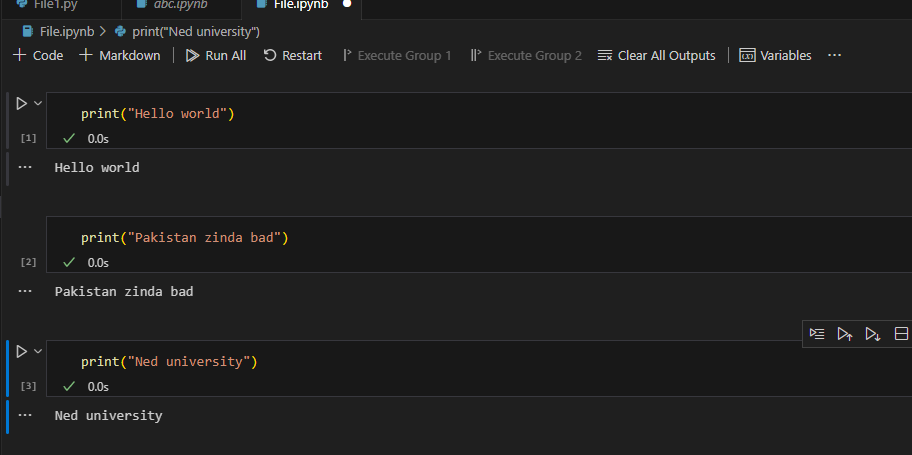 File1.py abc.ipynb File.ipynb
File.ipynb > print("Ned university")
+ Code + Markdown Run All Restart Execute Group 1 Execute Group 2 Clear All Outputs Variables ...
print("Hello world")
[1] 0.0s
... Hello world
print("Pakistan zinda bad")
[2] 0.0s
... Pakistan zinda bad
print("Ned university")
[3] 0.0s
... Ned university